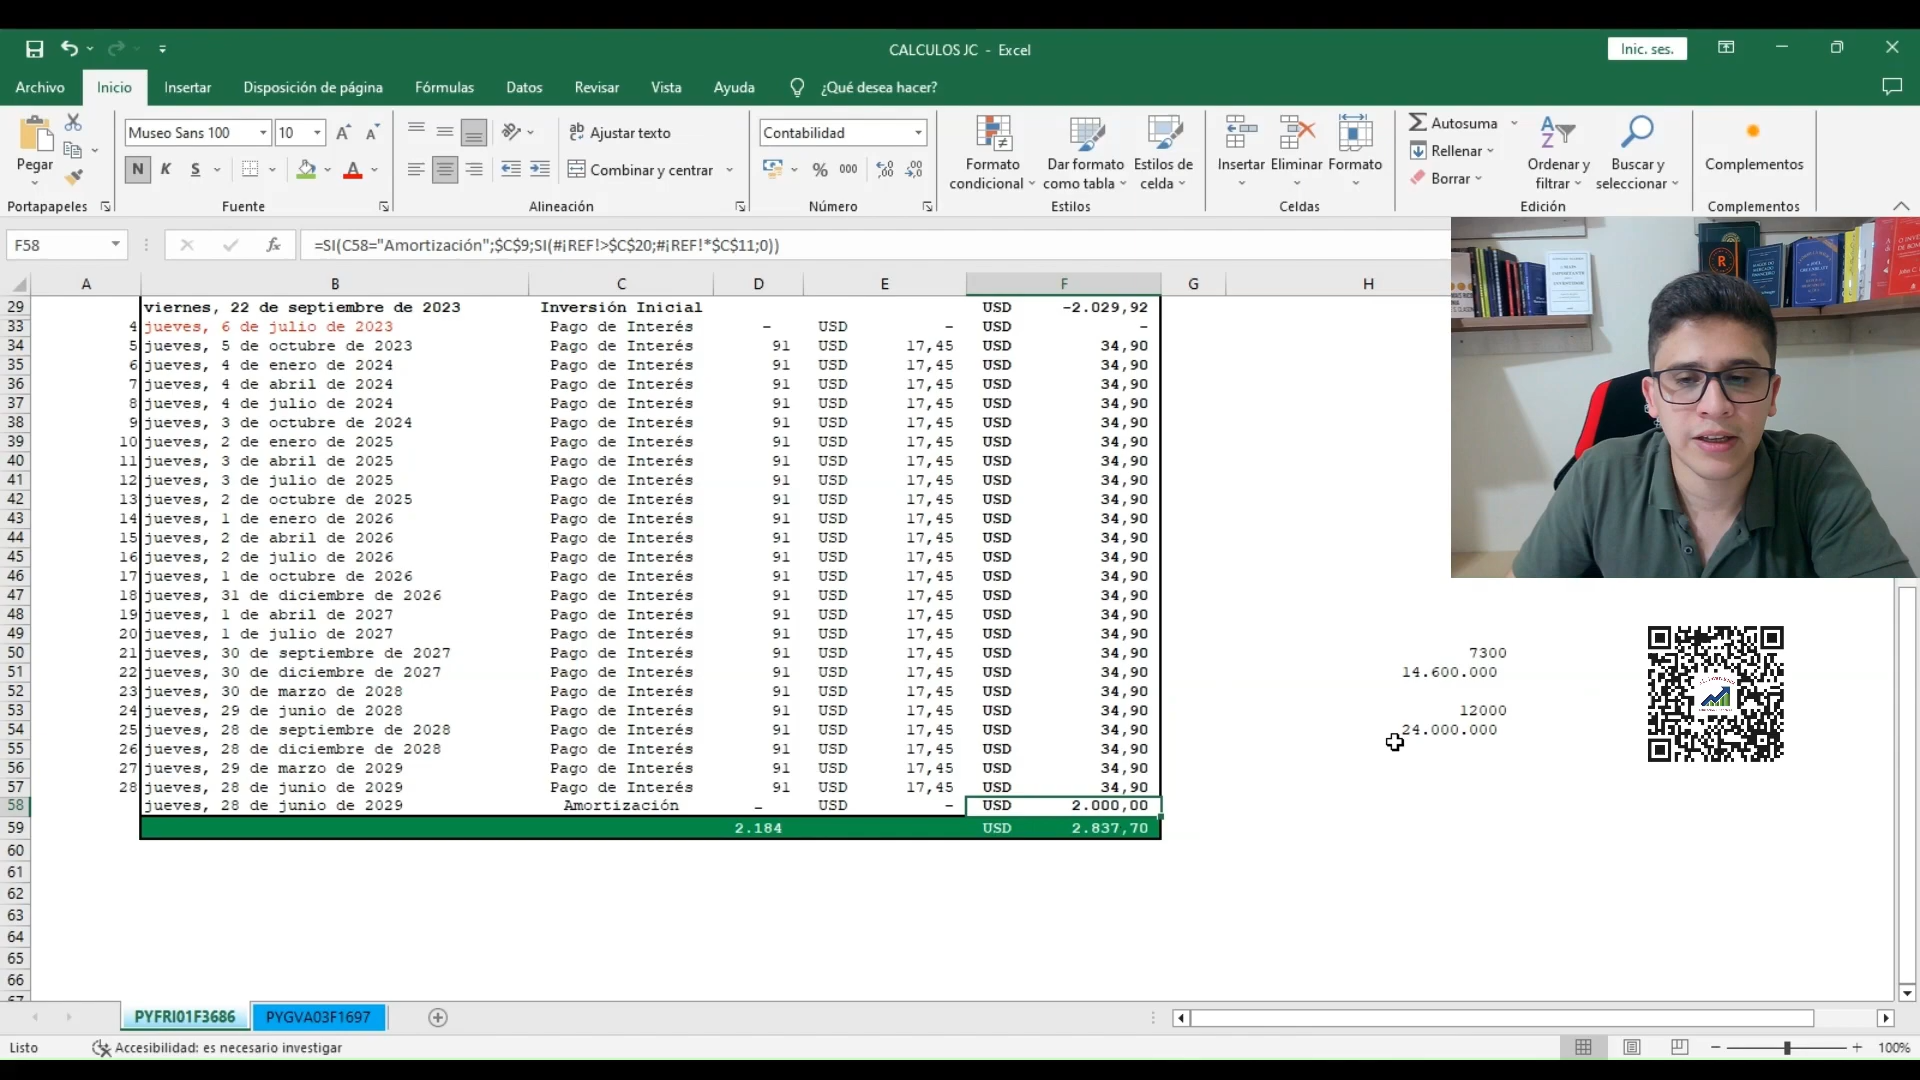 CALCULOS JC - Excel
Inic. ses.
Archivo Inicio Insertar Disposición de página Fórmulas Datos Revisar Vista Ayuda ¿Qué desea hacer?
Pegar
Museo Sans 100 10
N K S
Ajustar texto
Combinar y centrar
Contabilidad
% 000
Formato condicional
Dar formato como tabla
Estilos de celda
Insertar Eliminar Formato
Autosuma
Rellenar
Borrar
Ordenar y filtrar
Buscar y seleccionar
Complementos
Portapapeles Fuente Alineación Número Estilos Celdas Edición Complementos
F58 fx =SI(C58="Amortización";$C$9;SI(#¡REF!>$C$20;#¡REF!*$C$11;0))
A B C D E F G H
29 viernes, 22 de septiembre de 2023 Inversión Inicial USD -2.029,92
33 4 jueves, 6 de julio de 2023 Pago de Interés - USD - USD -
34 5 jueves, 5 de octubre de 2023 Pago de Interés 91 USD 17,45 USD 34,90
35 6 jueves, 4 de enero de 2024 Pago de Interés 91 USD 17,45 USD 34,90
36 7 jueves, 4 de abril de 2024 Pago de Interés 91 USD 17,45 USD 34,90
37 8 jueves, 4 de julio de 2024 Pago de Interés 91 USD 17,45 USD 34,90
38 9 jueves, 3 de octubre de 2024 Pago de Interés 91 USD 17,45 USD 34,90
39 10 jueves, 2 de enero de 2025 Pago de Interés 91 USD 17,45 USD 34,90
40 11 jueves, 3 de abril de 2025 Pago de Interés 91 USD 17,45 USD 34,90
41 12 jueves, 3 de julio de 2025 Pago de Interés 91 USD 17,45 USD 34,90
42 13 jueves, 2 de octubre de 2025 Pago de Interés 91 USD 17,45 USD 34,90
43 14 jueves, 1 de enero de 2026 Pago de Interés 91 USD 17,45 USD 34,90
44 15 jueves, 2 de abril de 2026 Pago de Interés 91 USD 17,45 USD 34,90
45 16 jueves, 2 de julio de 2026 Pago de Interés 91 USD 17,45 USD 34,90
46 17 jueves, 1 de octubre de 2026 Pago de Interés 91 USD 17,45 USD 34,90
47 18 jueves, 31 de diciembre de 2026 Pago de Interés 91 USD 17,45 USD 34,90
48 19 jueves, 1 de abril de 2027 Pago de Interés 91 USD 17,45 USD 34,90
49 20 jueves, 1 de julio de 2027 Pago de Interés 91 USD 17,45 USD 34,90
50 21 jueves, 30 de septiembre de 2027 Pago de Interés 91 USD 17,45 USD 34,90 7300
51 22 jueves, 30 de diciembre de 2027 Pago de Interés 91 USD 17,45 USD 34,90 14.600.000
52 23 jueves, 30 de marzo de 2028 Pago de Interés 91 USD 17,45 USD 34,90
53 24 jueves, 29 de junio de 2028 Pago de Interés 91 USD 17,45 USD 34,90 12000
54 25 jueves, 28 de septiembre de 2028 Pago de Interés 91 USD 17,45 USD 34,90 24.000.000
55 26 jueves, 28 de diciembre de 2028 Pago de Interés 91 USD 17,45 USD 34,90
56 27 jueves, 29 de marzo de 2029 Pago de Interés 91 USD 17,45 USD 34,90
57 28 jueves, 28 de junio de 2029 Pago de Interés 91 USD 17,45 USD 34,90
58 jueves, 28 de junio de 2029 Amortización - USD - USD 2.000,00
59 2.184 USD 2.837,70
60
61
62
63
64
65
66
67
PYFRI01F3686 PYGVA03F1697
Listo Accesibilidad: es necesario investigar 100%